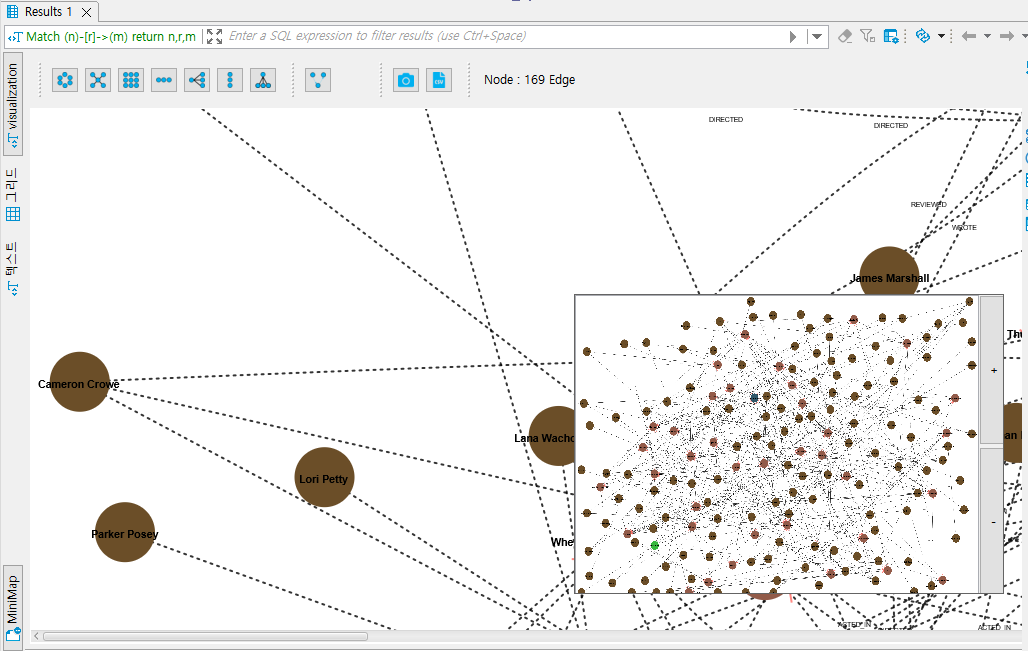 Results 1
Match (n)-[r]->(m) return n,r,m
Enter a SQL expression to filter results (use Ctrl+Space)
visualization
그리드
텍스트
MiniMap
CSV
Node : 169 Edge
DIRECTED
DIRECTED
REVIEWED
WROTE
James Marshall
Cameron Crowe
Lana Wacho
Lori Petty
Parker Posey
Whe
+
-
ACTED_IN
ACTED_IN